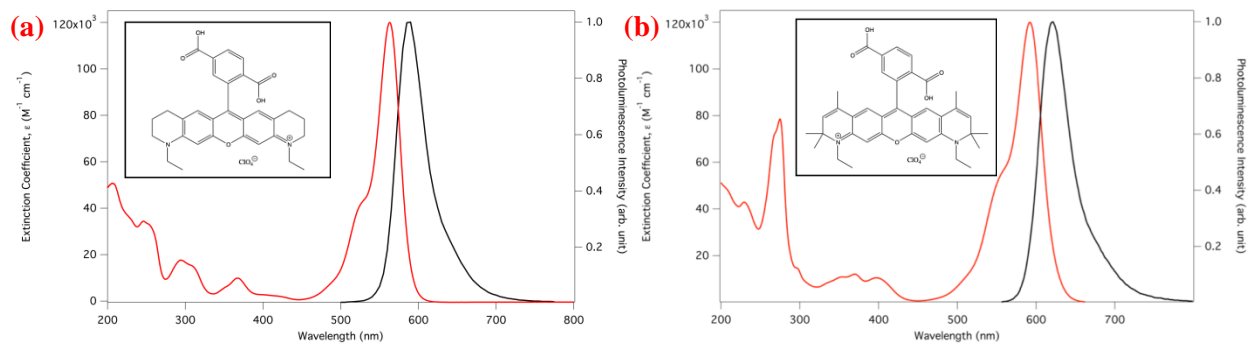 (a)
Extinction Coefficient, ε (M⁻¹ cm⁻¹)
120x10³
100
80
60
40
20
0
200
300
400
500
600
700
800
Wavelength (nm)
1.0
0.8
0.6
0.4
0.2
Photoluminescence Intensity (arb. unit)
HO
O
O
OH
N
O
N⊕
ClO₄⊖
(b)
Extinction Coefficient, ε (M⁻¹ cm⁻¹)
120x10³
100
80
60
40
20
200
300
400
500
600
700
Wavelength (nm)
1.0
0.8
0.6
0.4
0.2
Photoluminescence Intensity (arb. unit)
HO
O
O
OH
N⊕
O
N
ClO₄⊖